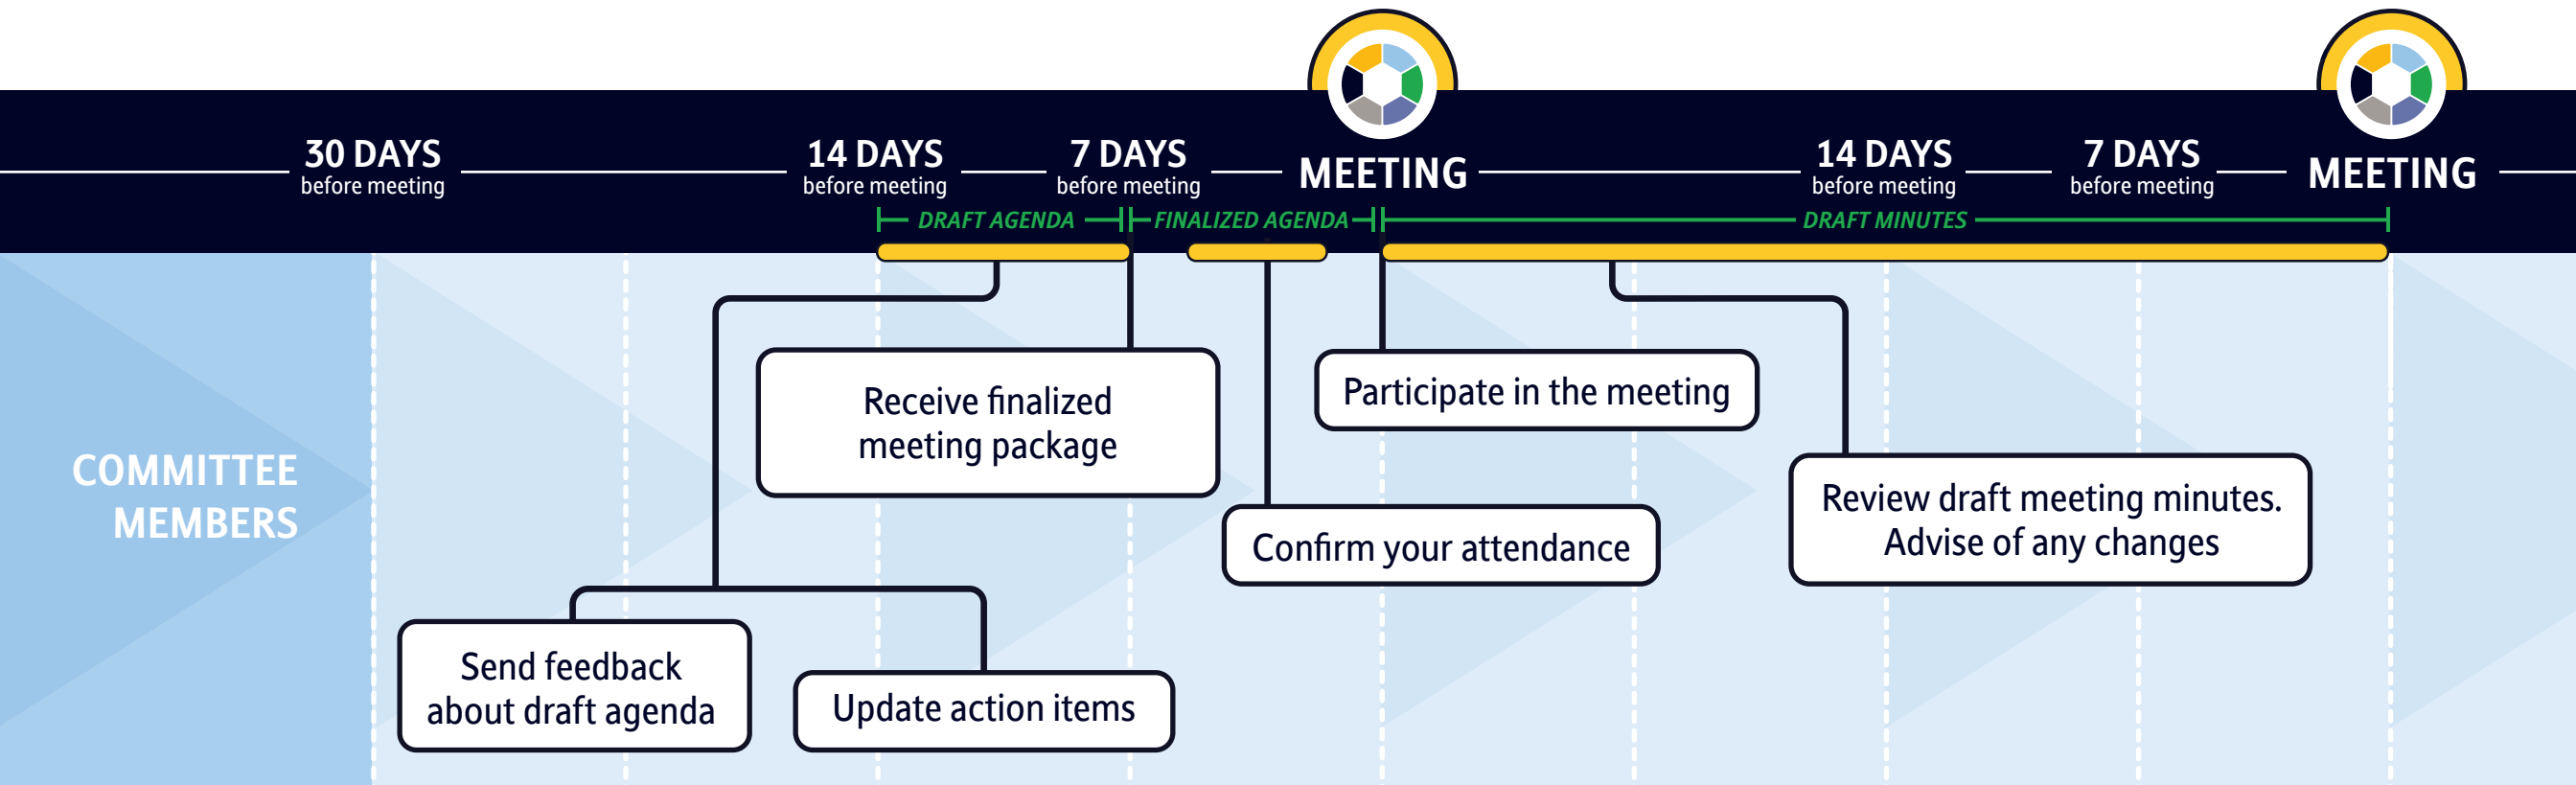 30 DAYS
before meeting
14 DAYS
before meeting
7 DAYS
before meeting
MEETING
14 DAYS
before meeting
7 DAYS
before meeting
MEETING
DRAFT AGENDA
FINALIZED AGENDA
DRAFT MINUTES
COMMITTEE
MEMBERS
Receive finalized
meeting package
Participate in the meeting
Confirm your attendance
Review draft meeting minutes.
Advise of any changes
Send feedback
about draft agenda
Update action items